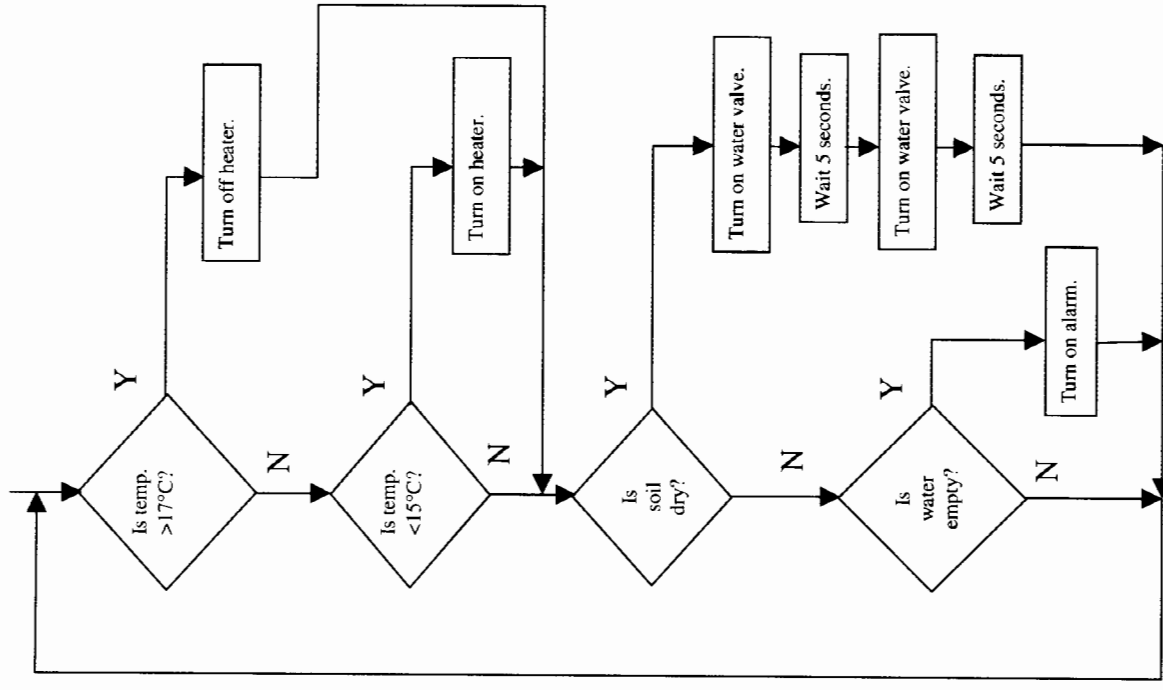 Is temp.
>17°C?
Y
N
Turn off heater.
Is temp.
<15°C?
Y
N
Turn on heater.
Is
soil
dry?
Y
N
Turn on water valve.
Wait 5 seconds.
Turn on water valve.
Wait 5 seconds.
Is
water
empty?
Y
N
Turn on alarm.